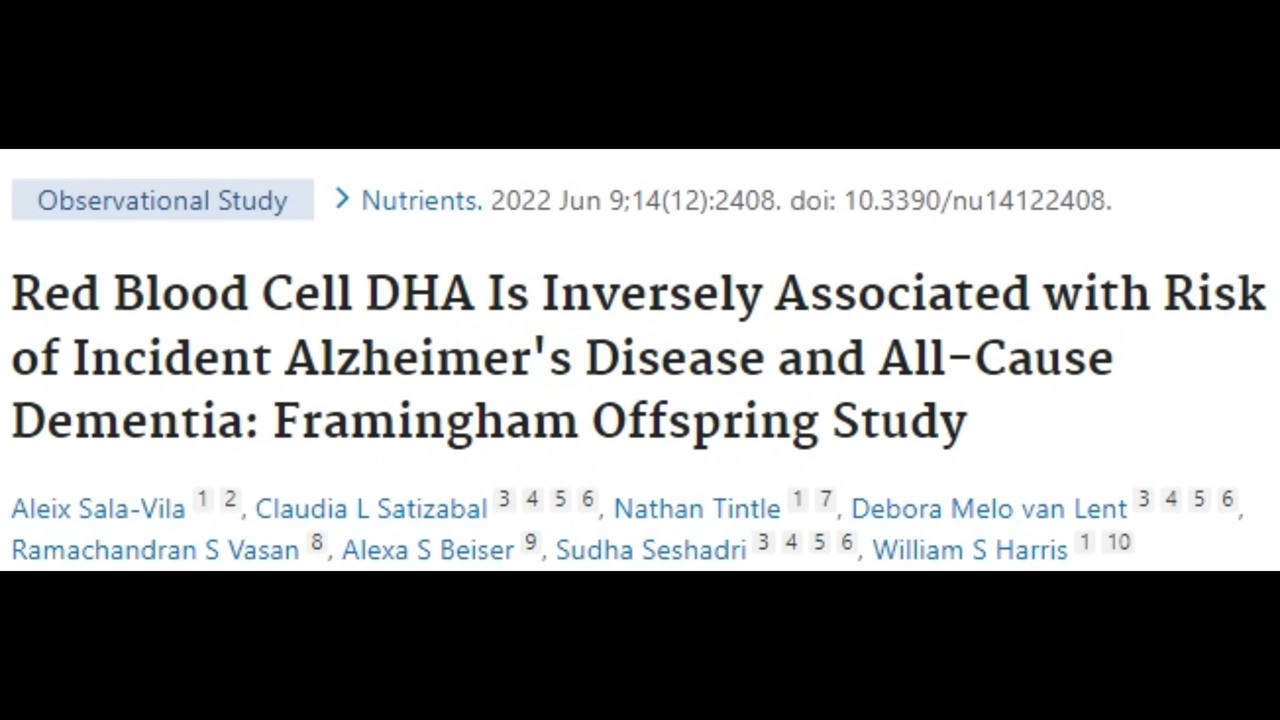 Observational Study > Nutrients. 2022 Jun 9;14(12):2408. doi: 10.3390/nu14122408.
Red Blood Cell DHA Is Inversely Associated with Risk
of Incident Alzheimer's Disease and All-Cause
Dementia: Framingham Offspring Study
Aleix Sala-Vila 1 2, Claudia L Satizabal 3 4 5 6, Nathan Tintle 1 7, Debora Melo van Lent 3 4 5 6,
Ramachandran S Vasan 8, Alexa S Beiser 9, Sudha Seshadri 3 4 5 6, William S Harris 1 10